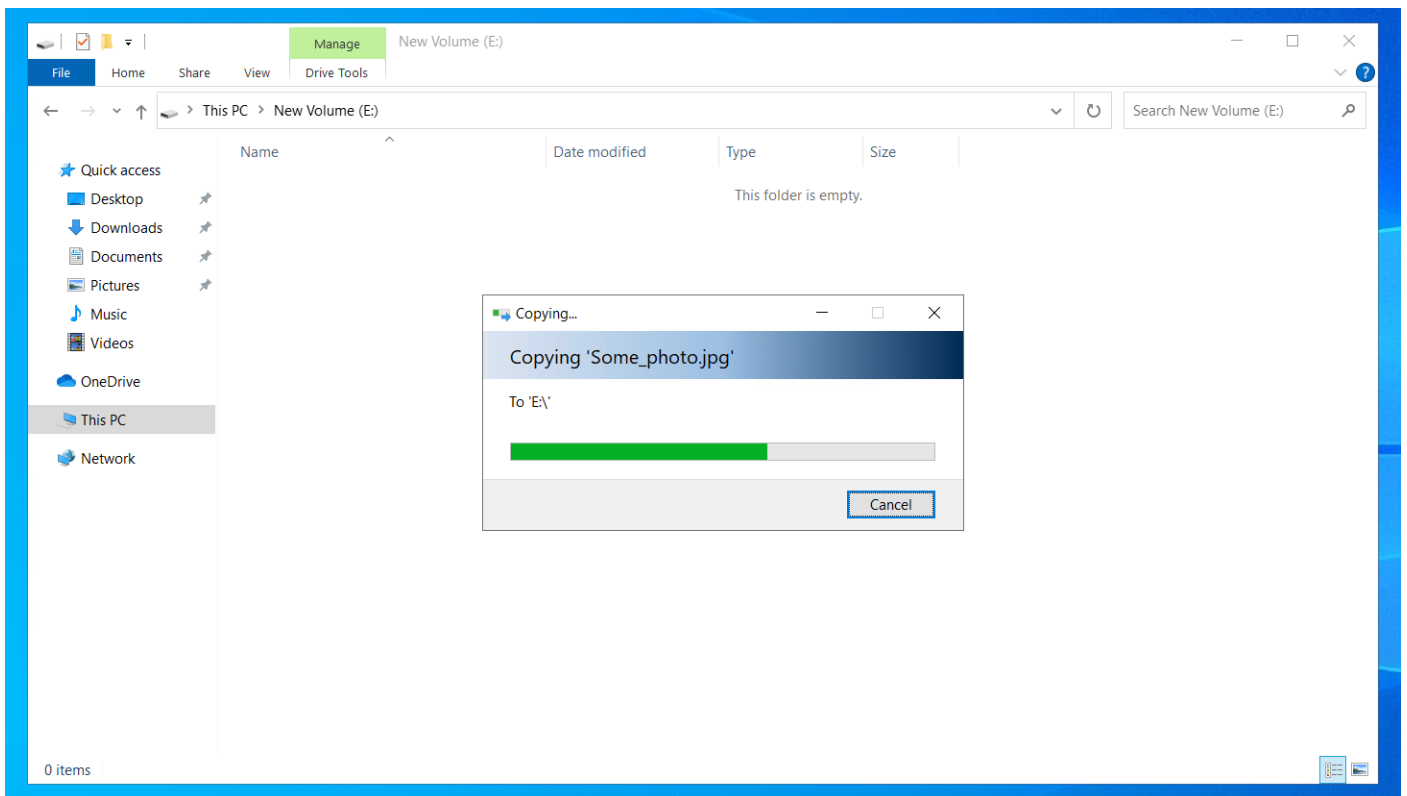 Manage New Volume (E:)
File Home Share View Drive Tools ?
This PC New Volume (E:) Search New Volume (E:)
Name Date modified Type Size
This folder is empty.
Quick access
Desktop
Downloads
Documents
Pictures
Music
Videos
OneDrive
This PC
Network
Copying...
Copying 'Some_photo.jpg'
To 'E:\'
Cancel
0 items